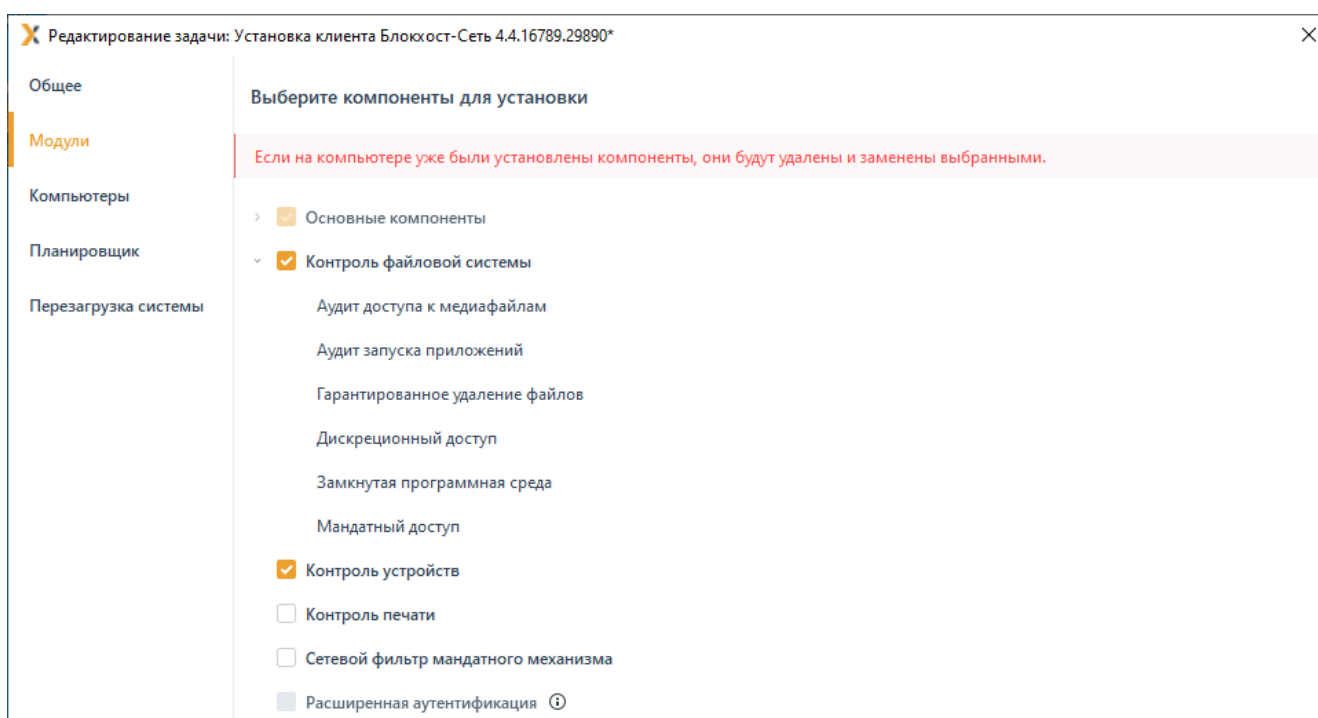 Редактирование задачи: Установка клиента Блокхост-Сеть 4.4.16789.29890*
Общее
Модули
Компьютеры
Планировщик
Перезагрузка системы
Выберите компоненты для установки
Если на компьютере уже были установлены компоненты, они будут удалены и заменены выбранными.
Основные компоненты
Контроль файловой системы
Аудит доступа к медиафайлам
Аудит запуска приложений
Гарантированное удаление файлов
Дискреционный доступ
Замкнутая программная среда
Мандатный доступ
Контроль устройств
Контроль печати
Сетевой фильтр мандатного механизма
Расширенная аутентификация